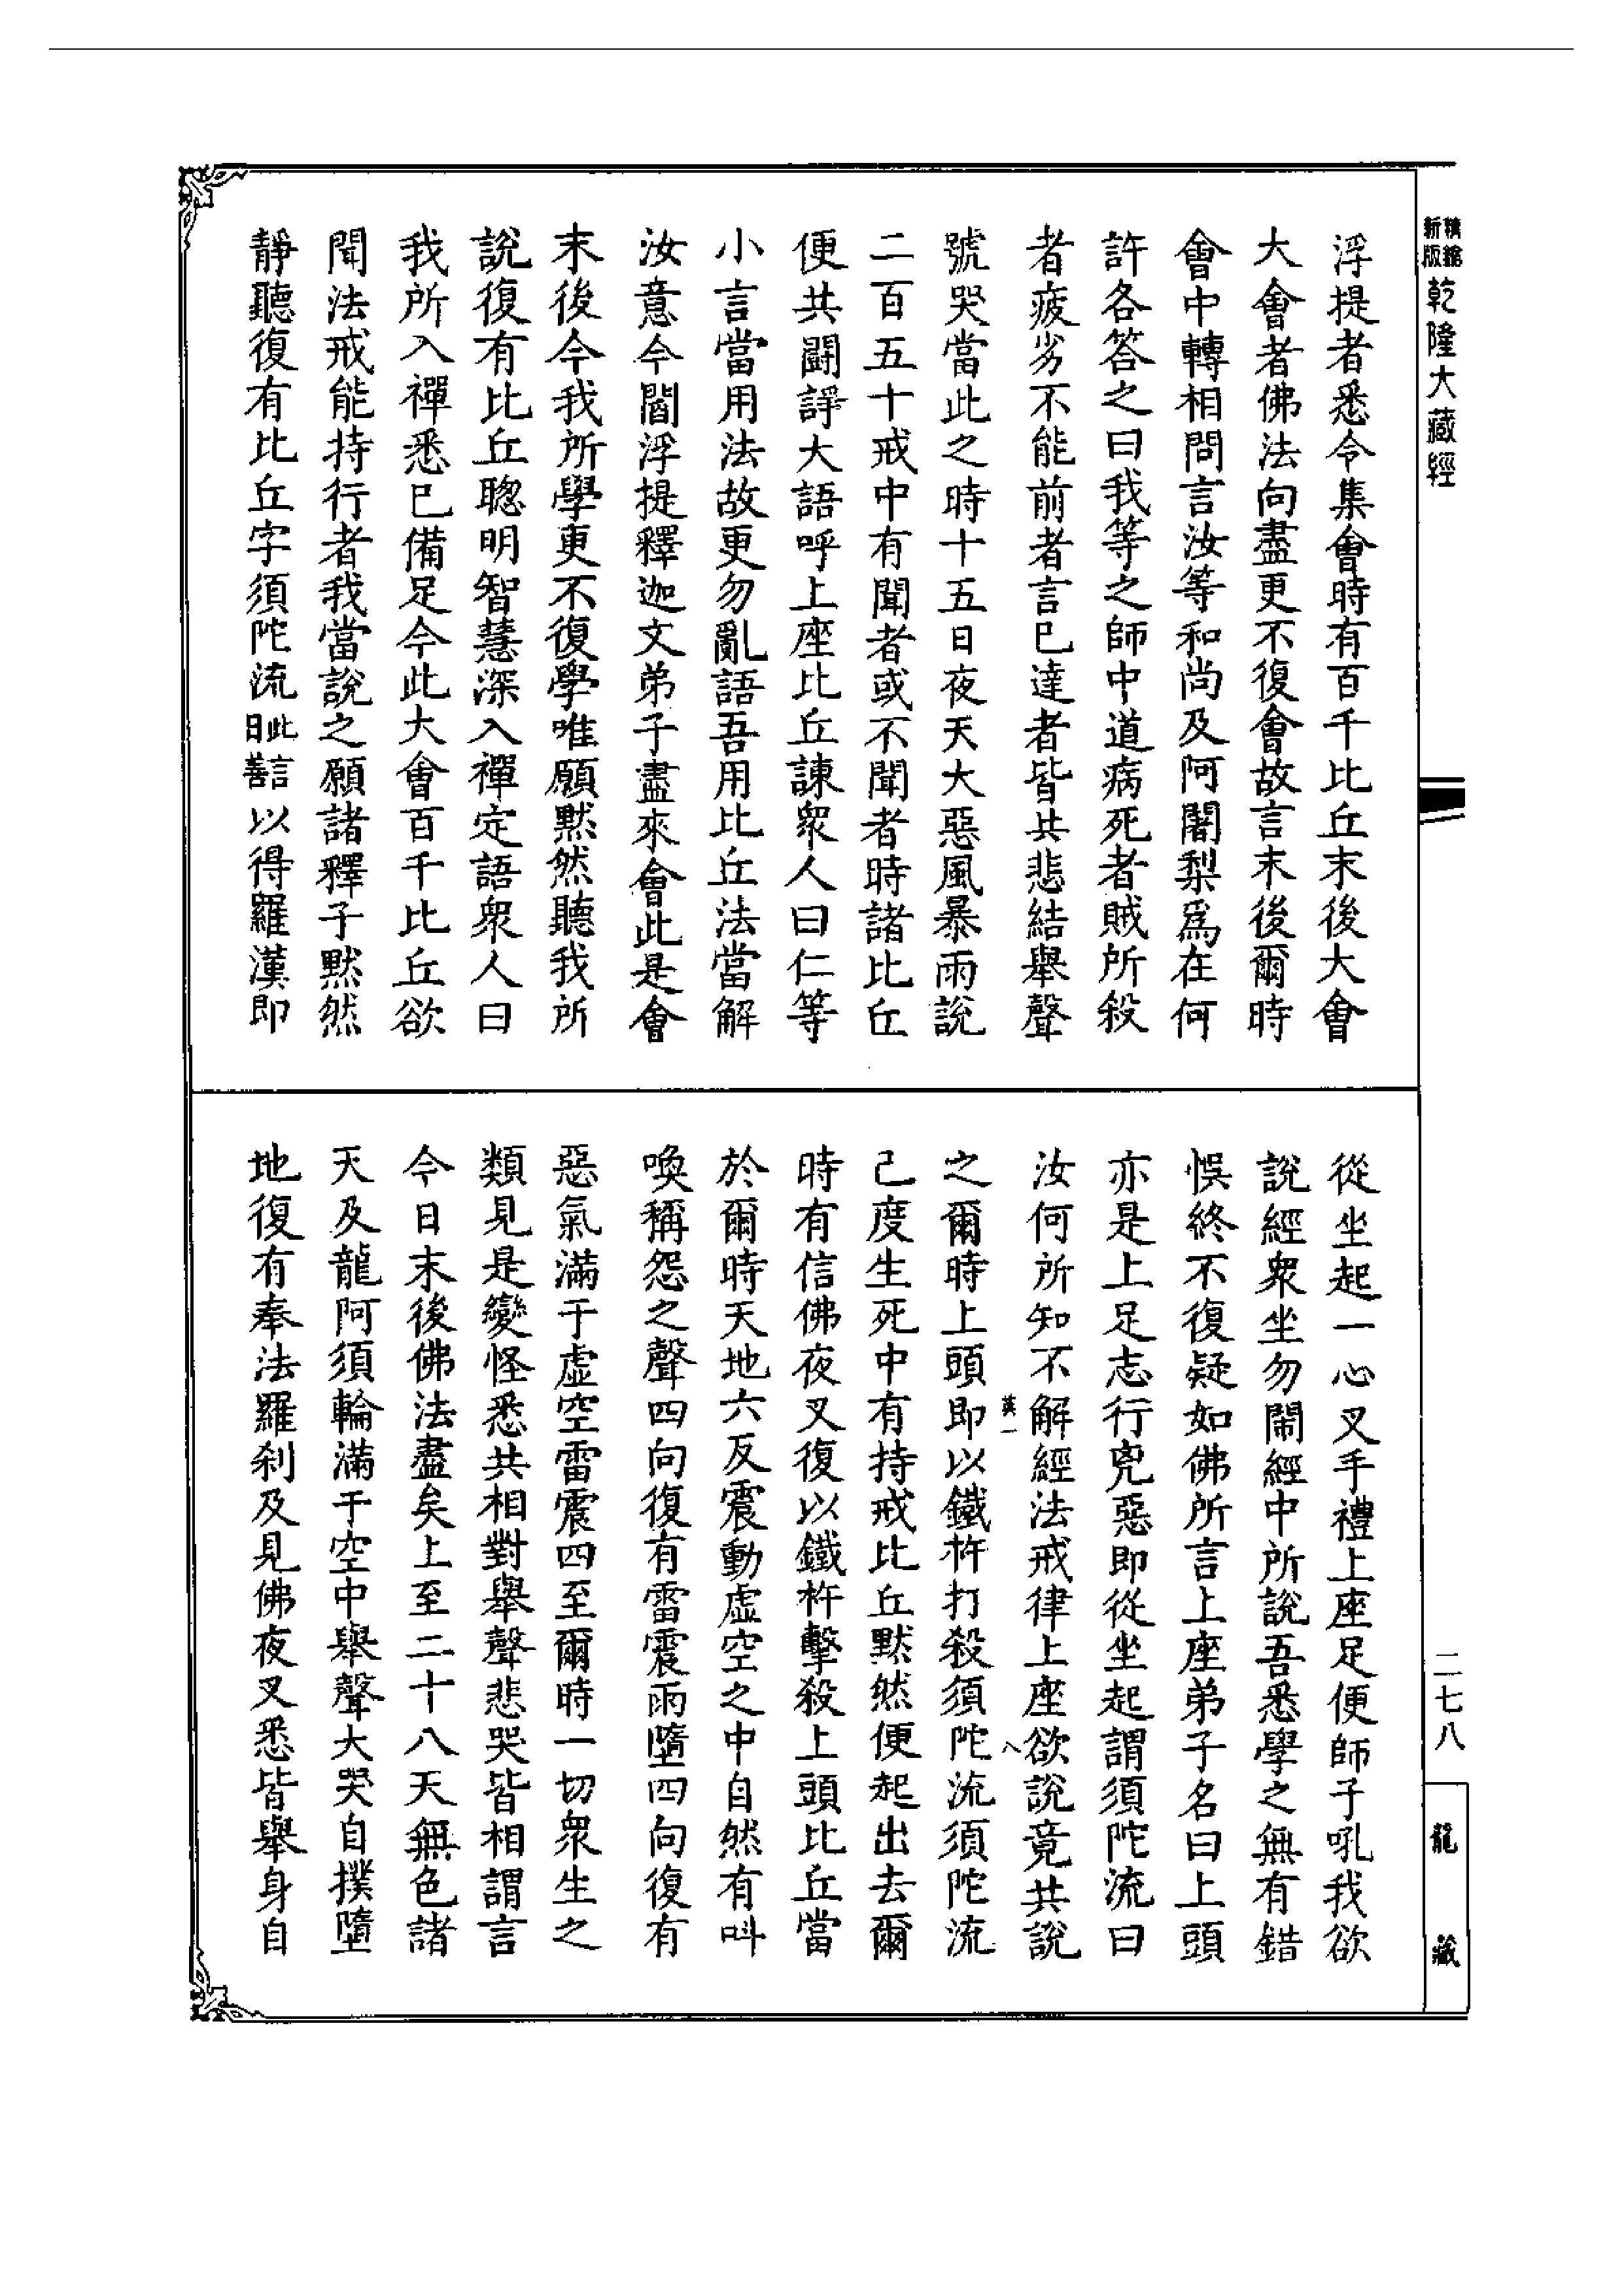 精縮新版
乾隆大藏經
浮提者悉令集會時有百千比丘末後大會
大會者佛法向盡更不復會故言末後爾時
會中轉相問言汝等和尚及阿闍梨爲在何
許各答之曰我等之師中道病死者賊所殺
者疲劣不能前者言已達者皆共悲結舉聲
號哭當此之時十五日夜天大惡風暴雨說
二百五十戒中有聞者或不聞者時諸比丘
便共鬭諍大語呼上座比丘諫衆人曰仁等
小言當用法故更勿亂語吾用比丘法當解
汝意今閻浮提釋迦文弟子盡來會此是會
末後今我所學更不復學唯願默然聽我所
說復有比丘聰明智慧深入禪定語衆人曰
我所入禪悉已備足今此大會百千比丘欲
聞法戒能持行者我當說之願諸釋子默然
靜聽復有比丘字須陀流此言曰善以得羅漢即
從坐起一心叉手禮上座足便師子吼我欲
說經衆坐勿鬧經中所說吾悉學之無有錯
悞終不復疑如佛所言上座弟子名曰上頭
亦是上足志行兇惡即從坐起謂須陀流曰
汝何所知不解經法戒律上座欲說竟共說
英一
八
之爾時上頭即以鐵杵打殺須陀流須陀流
己度生死中有持戒比丘默然便起出去爾
時有信佛夜叉復以鐵杵擊殺上頭比丘當
於爾時天地六反震動虛空之中自然有叫
喚稱怨之聲四向復有雷震雨墮四向復有
惡氣滿于虛空雷震四至爾時一切衆生之
類見是變怪悉共相對舉聲悲哭皆相謂言
今日末後佛法盡矣上至二十八天無色諸
天及龍阿須輪滿于空中舉聲大哭自撲墮
地復有奉法羅刹及見佛夜叉悉皆舉身自
二七八
龍藏